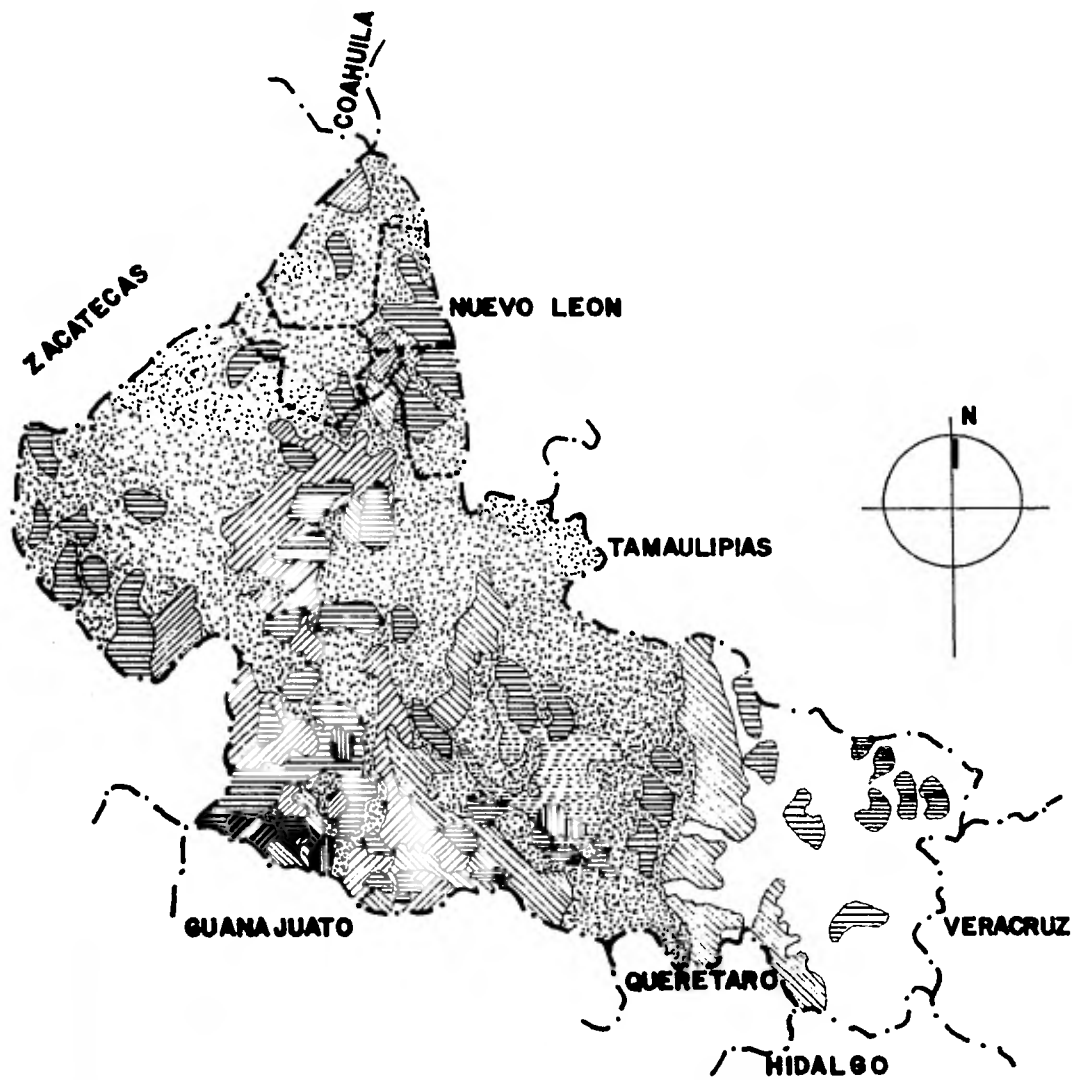 COAHUILA
ZACATECAS
NUEVO LEON
N
TAMAULIPIAS
GUANAJUATO
VERACRUZ
QUERETARO
HIDALGO